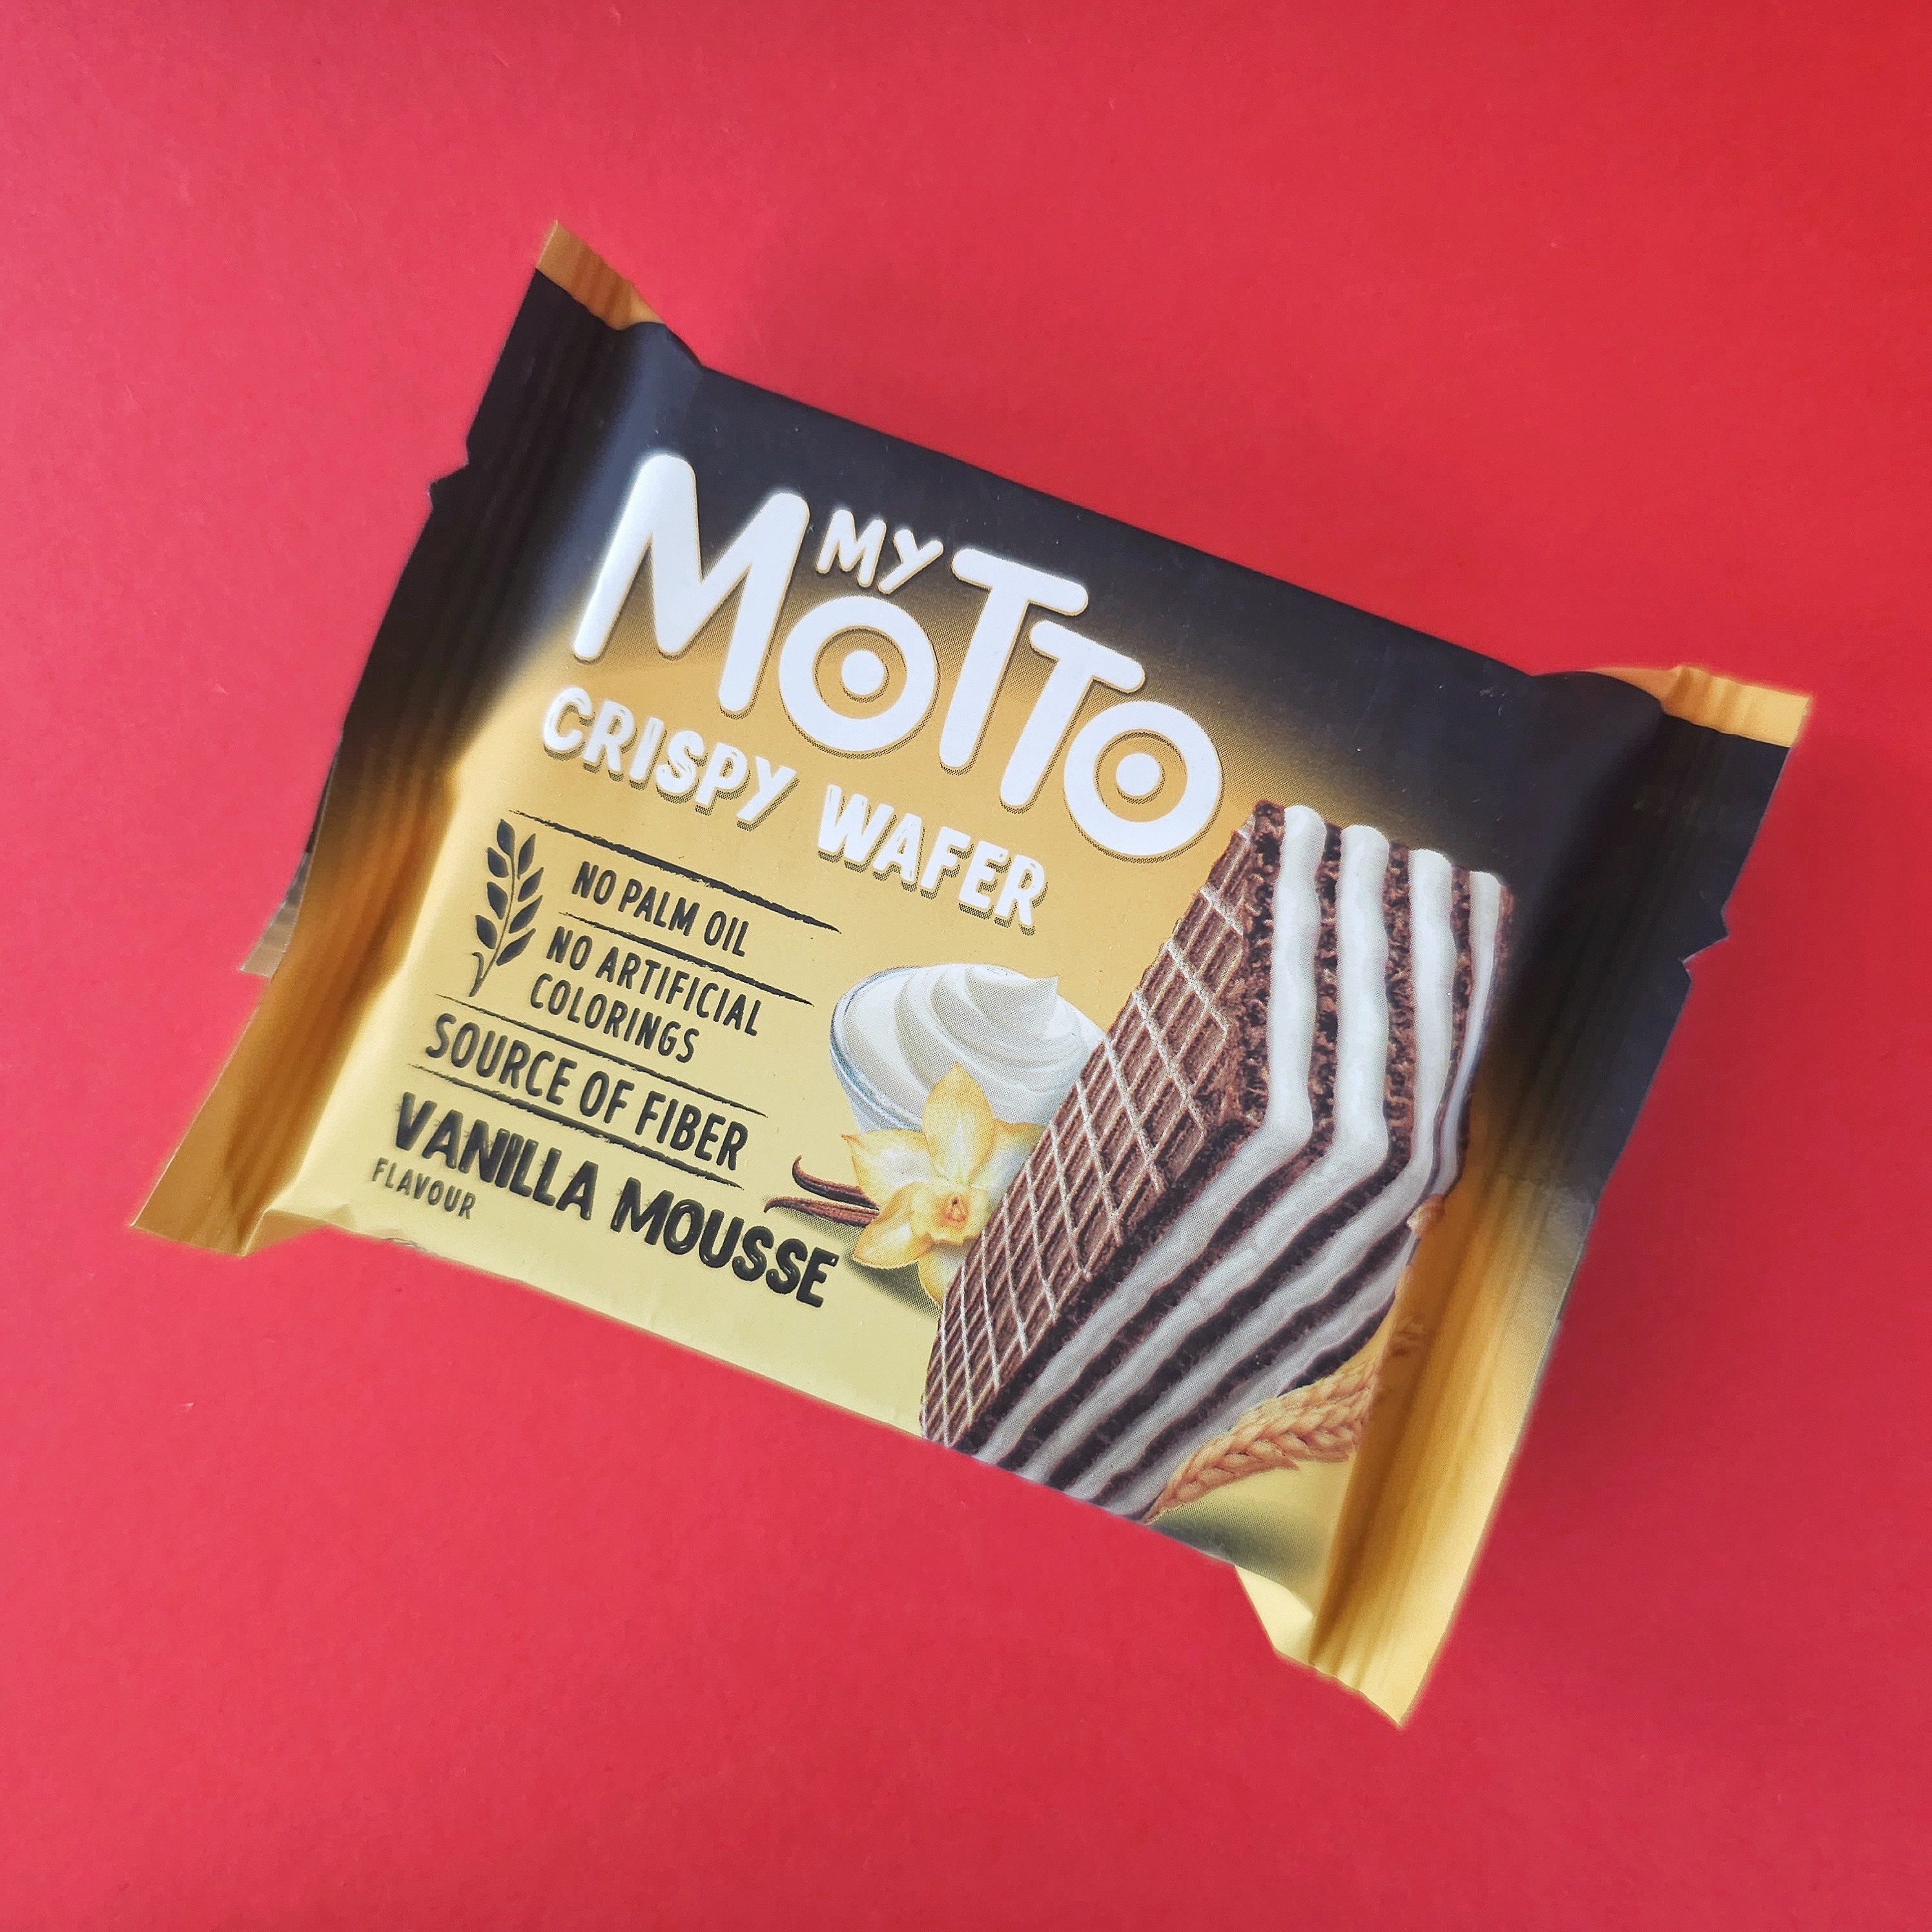 MY
MOTTO
CRISPY WAFER
NO PALM OIL
NO ARTIFICIAL
COLORINGS
SOURCE OF FIBER
VANILLA MOUSSE
FLAVOUR